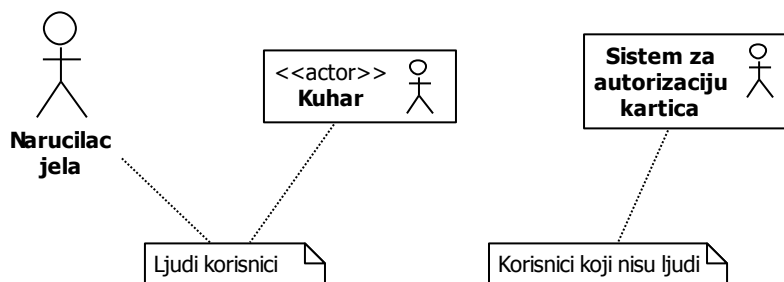 Narucilac
jela
<<actor>>
Kuhar
Sistem za
autorizaciju
kartica
Ljudi korisnici
Korisnici koji nisu ljudi